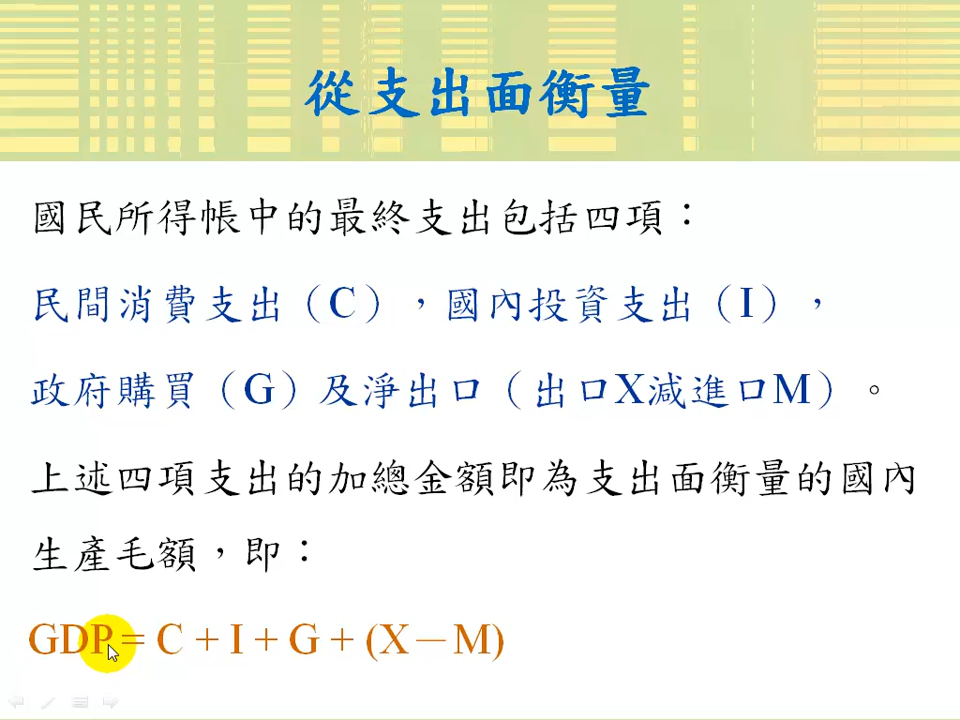 從支出面衡量
國民所得帳中的最終支出包括四項：
民間消費支出（C），國內投資支出（I），
政府購買（G）及淨出口（出口X減進口M）。
上述四項支出的加總金額即為支出面衡量的國內
生產毛額，即：
GDP = C + I + G + (X－M)